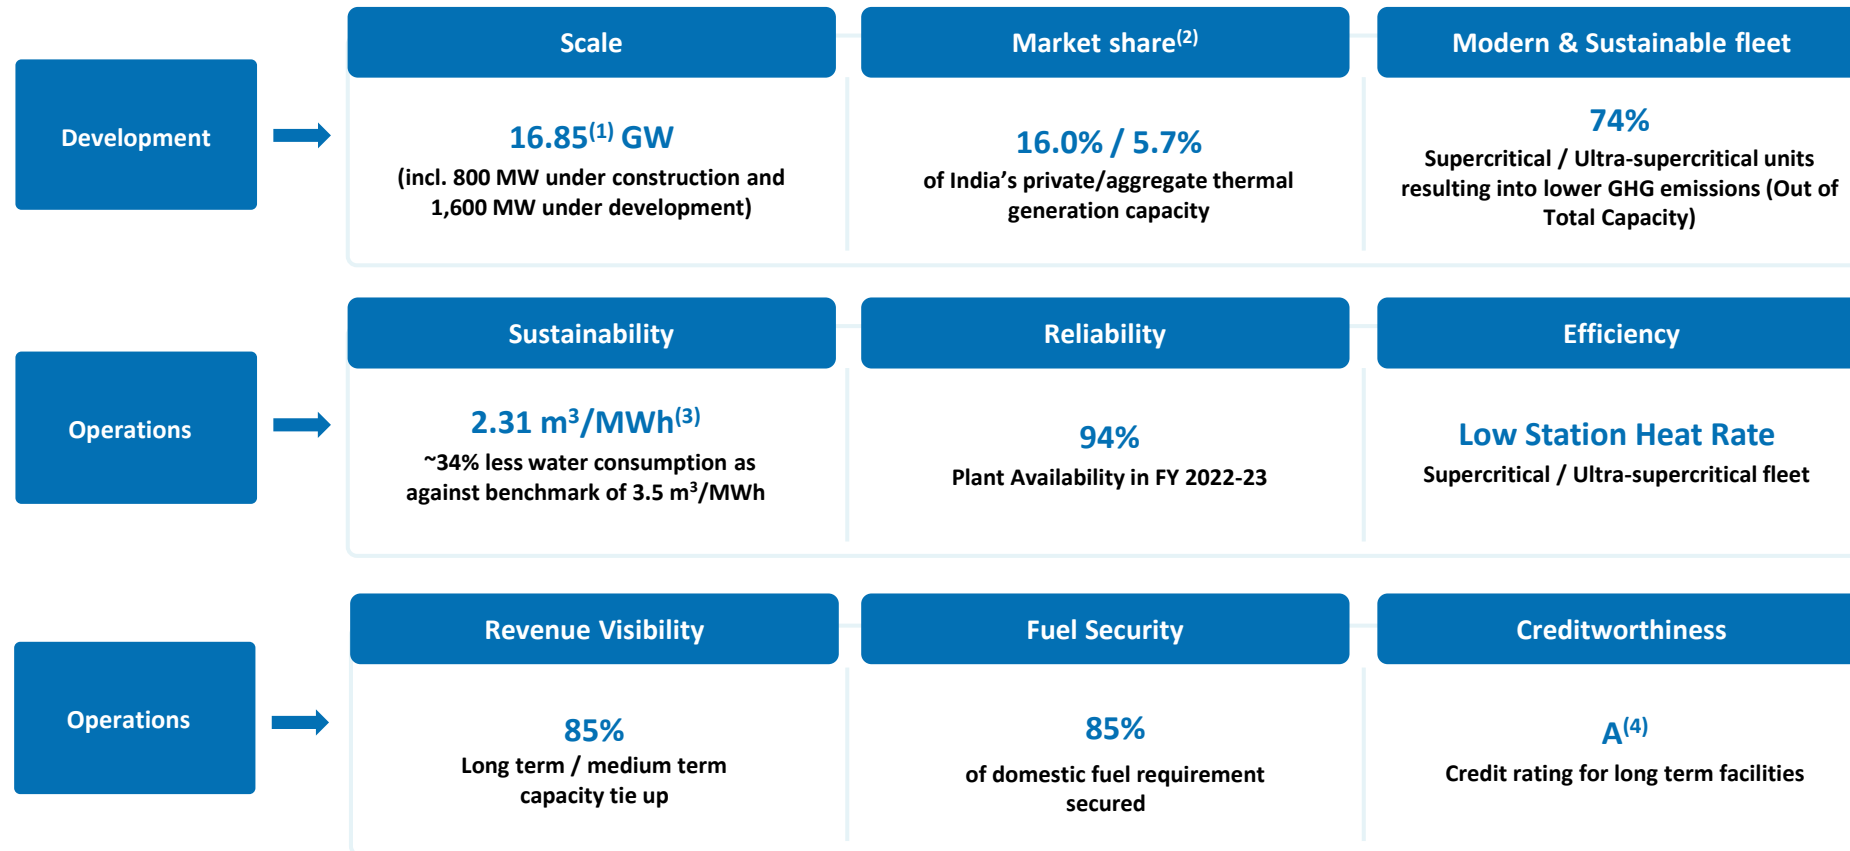 Development
Scale
16.85(1) GW
(incl. 800 MW under construction and
1,600 MW under development)
Market share(2)
16.0% / 5.7%
of India’s private/aggregate thermal
generation capacity
Modern & Sustainable fleet
74%
Supercritical / Ultra-supercritical units
resulting into lower GHG emissions (Out of
Total Capacity)
Operations
Sustainability
2.31 m³/MWh(3)
~34% less water consumption as
against benchmark of 3.5 m³/MWh
Reliability
94%
Plant Availability in FY 2022-23
Efficiency
Low Station Heat Rate
Supercritical / Ultra-supercritical fleet
Operations
Revenue Visibility
85%
Long term / medium term
capacity tie up
Fuel Security
85%
of domestic fuel requirement
secured
Creditworthiness
A(4)
Credit rating for long term facilities